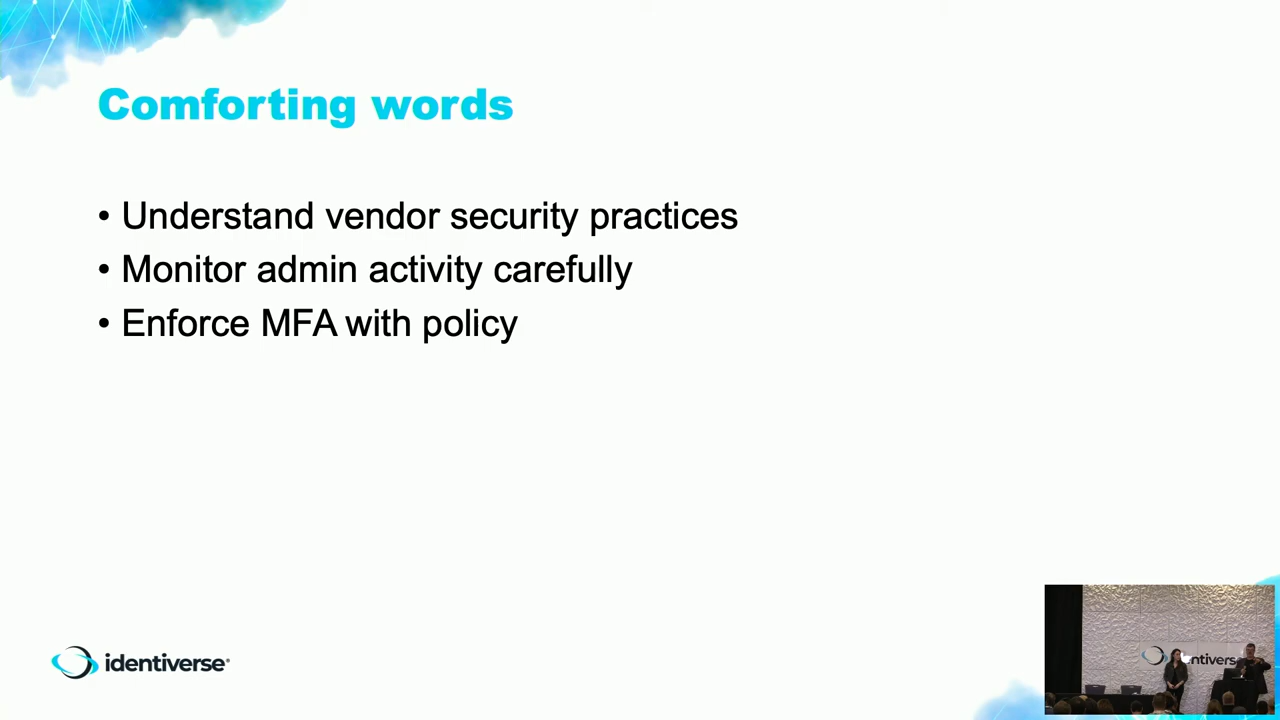 Comforting words
• Understand vendor security practices
• Monitor admin activity carefully
• Enforce MFA with policy
identiverse®